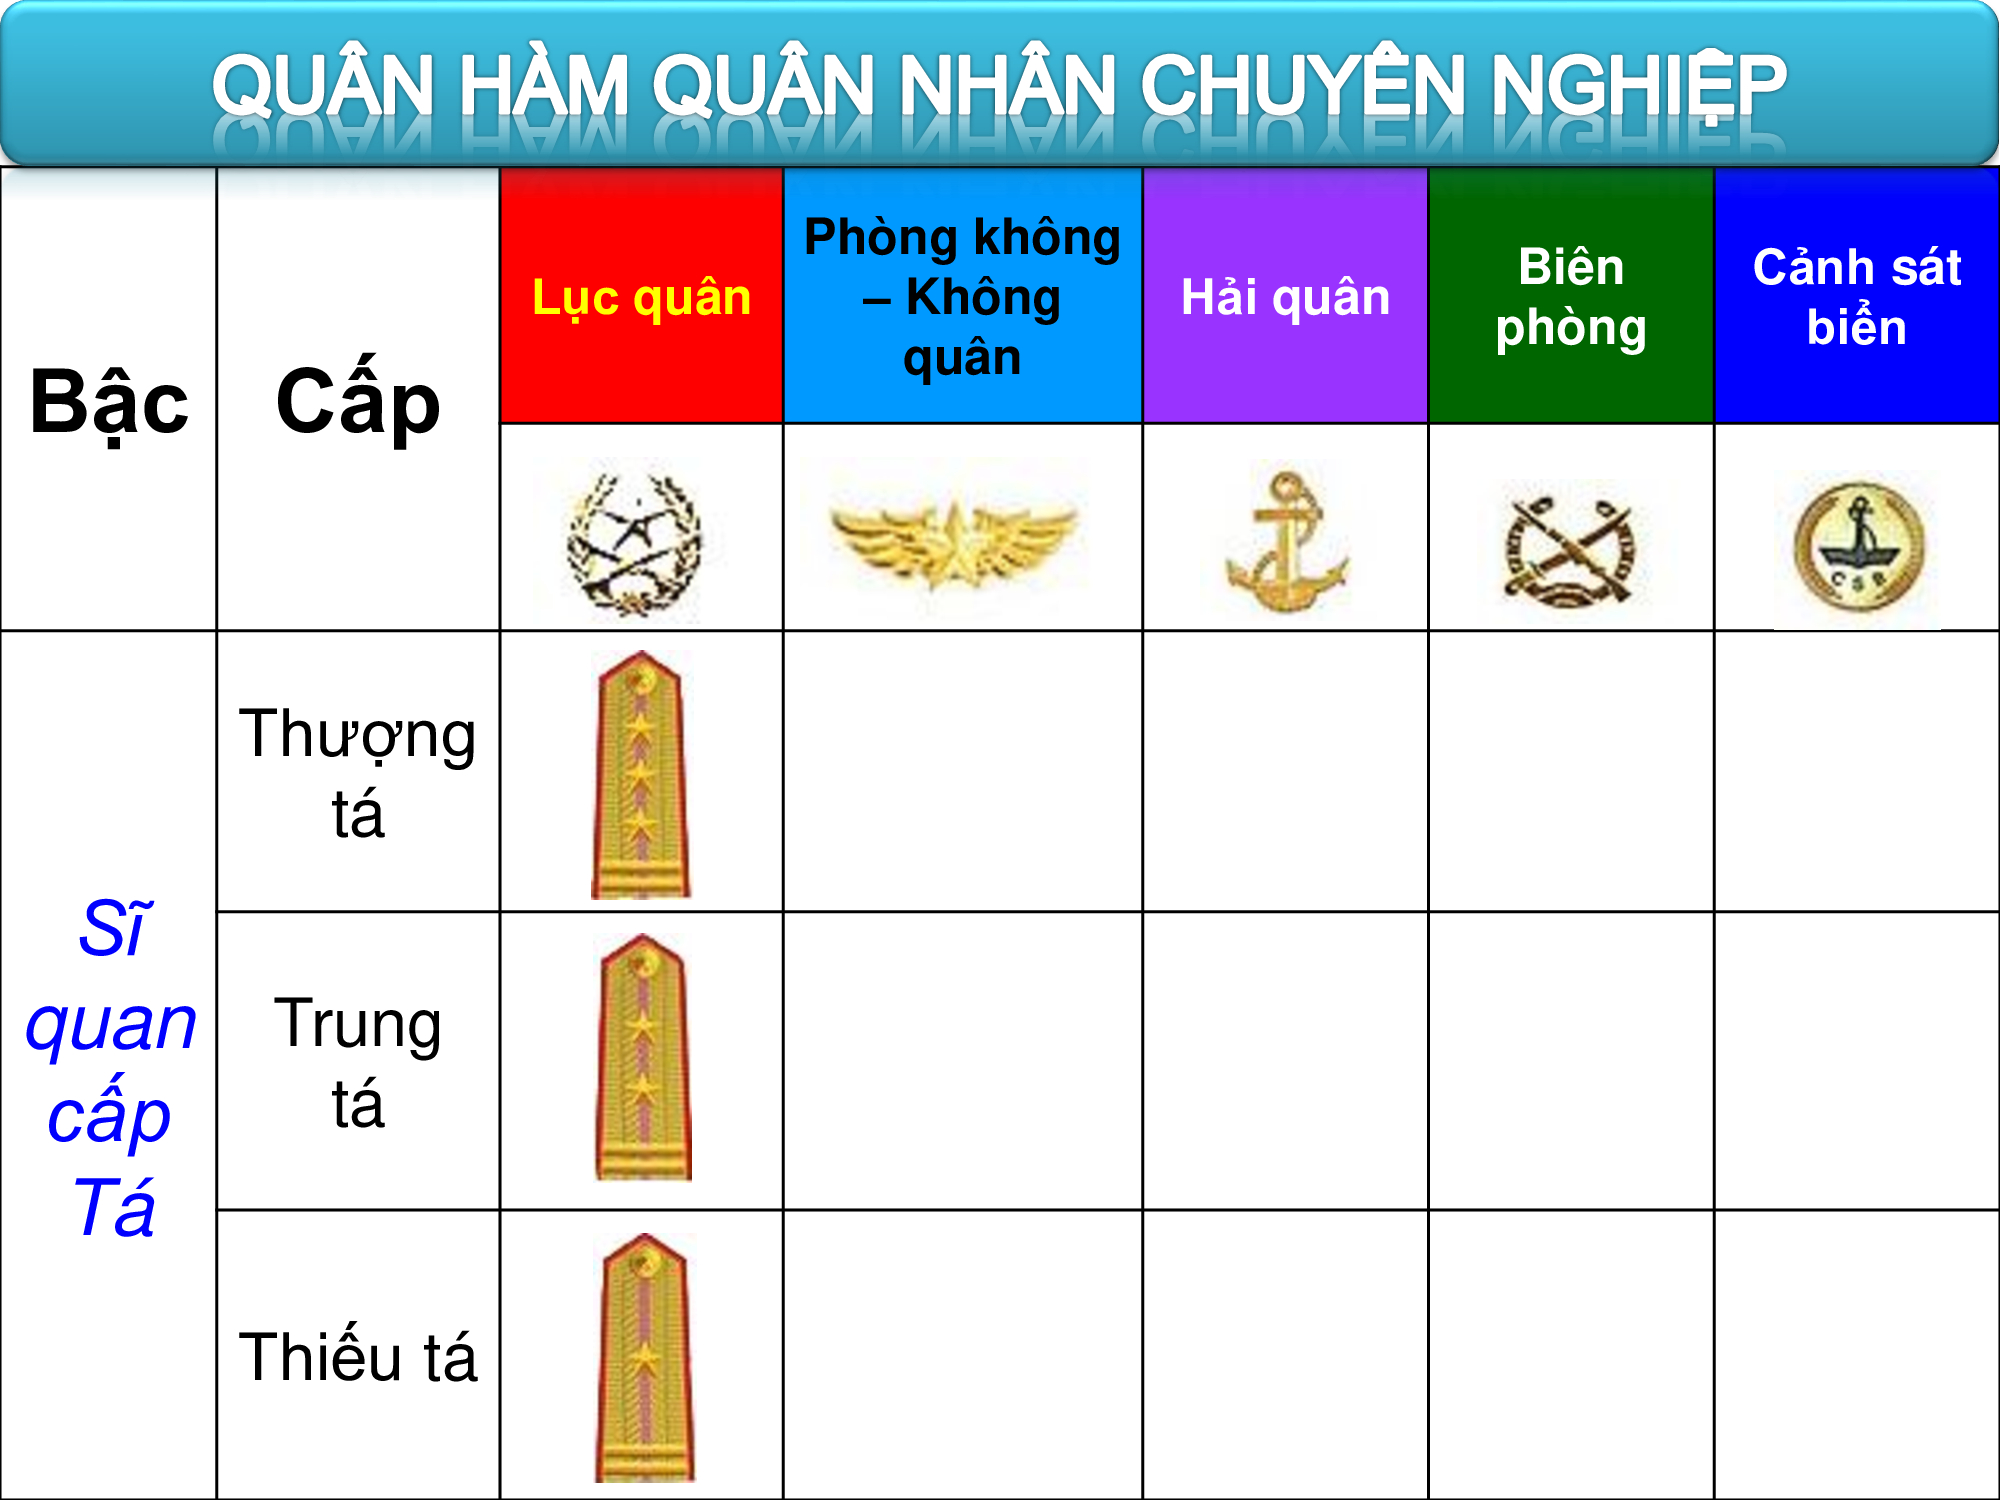 QUÂN HÀM QUÂN NHÂN CHUYÊN NGHIỆP
Bậc
Cấp
Lục quân
Phòng không
– Không
quân
Hải quân
Biên
phòng
Cảnh sát
biển
C S B
Sĩ
quan
cấp
Tá
Thượng
tá
Trung
tá
Thiếu tá